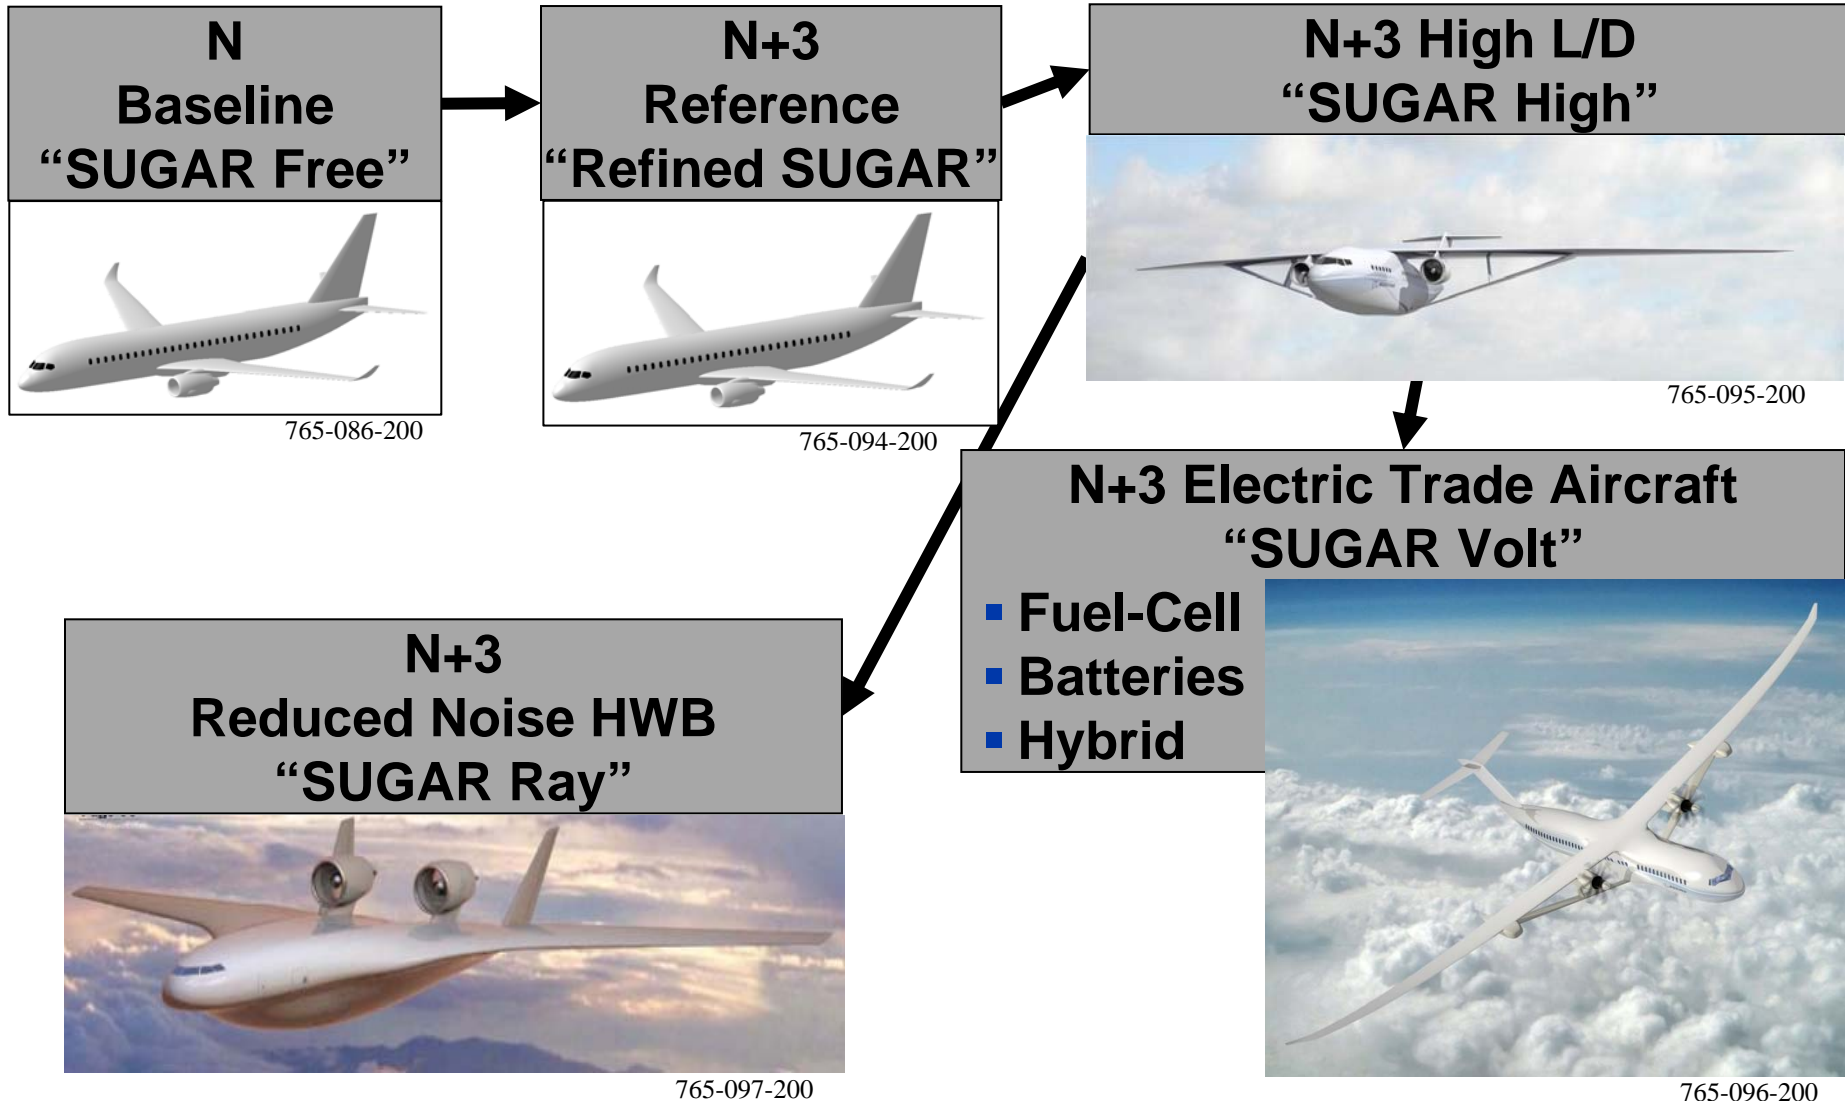 N
Baseline
“SUGAR Free”
765-086-200
N+3
Reference
“Refined SUGAR”
765-094-200
N+3 High L/D
“SUGAR High”
765-095-200
N+3 Electric Trade Aircraft
“SUGAR Volt”
▪ Fuel-Cell
▪ Batteries
▪ Hybrid
765-096-200
N+3
Reduced Noise HWB
“SUGAR Ray”
765-097-200